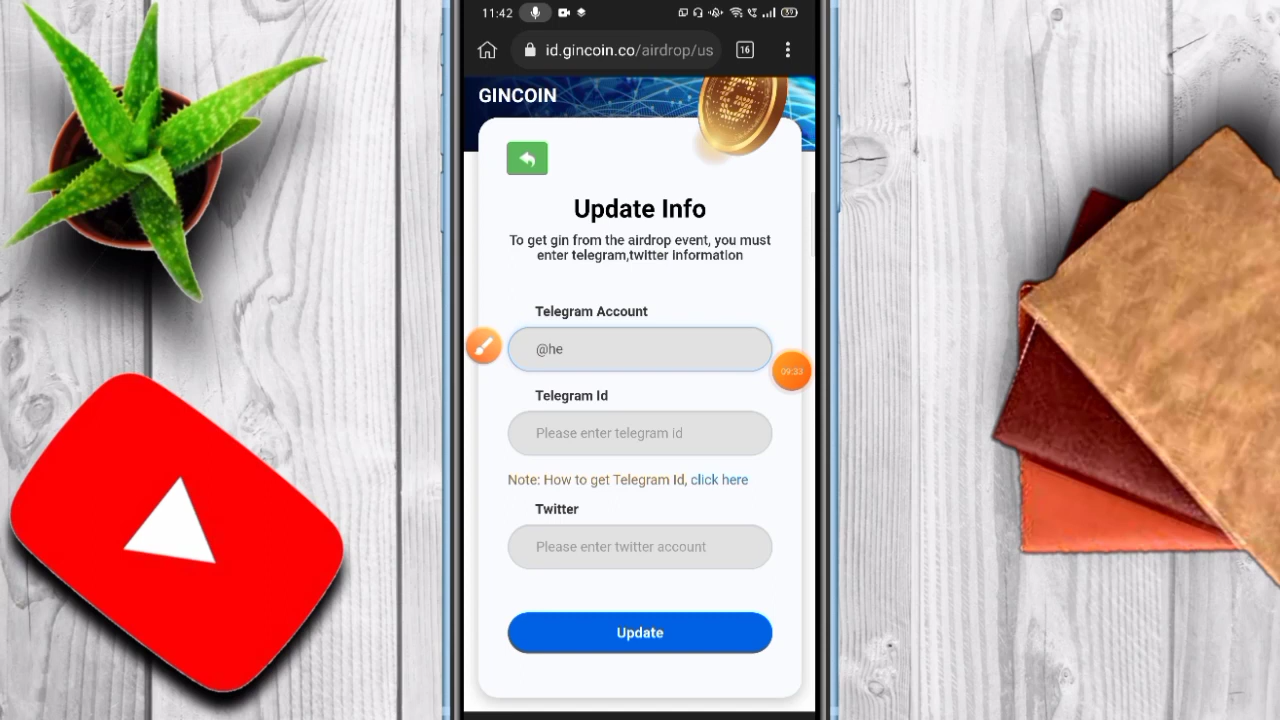 11:42
59
id.gincoin.co/airdrop/us
16
GINCOIN
Update Info
To get gin from the airdrop event, you must
enter telegram,twitter information
Telegram Account
@he
09:33
Telegram Id
Please enter telegram id
Note: How to get Telegram Id, click here
Twitter
Please enter twitter account
Update